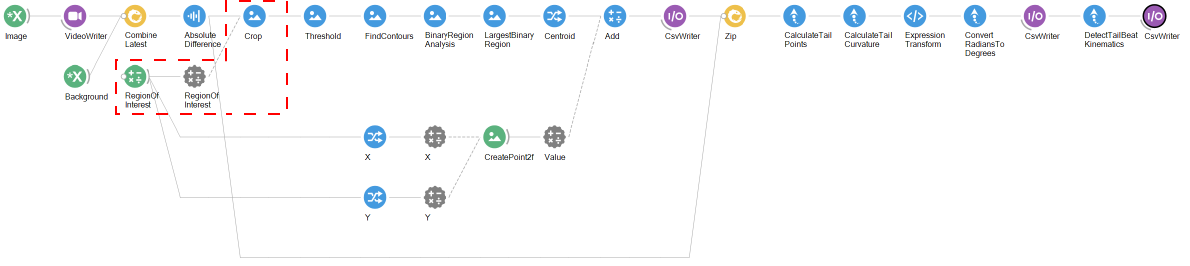 Image
VideoWriter
Combine
Latest
Absolute
Difference
Crop
Threshold
FindContours
BinaryRegion
Analysis
LargestBinary
Region
Centroid
Add
CsvWriter
Zip
CalculateTail
Points
CalculateTail
Curvature
Expression
Transform
Convert
RadiansTo
Degrees
CsvWriter
DetectTailBeat
Kinematics
CsvWriter
Background
RegionOf
Interest
RegionOf
Interest
X
X
CreatePoint2f
Value
Y
Y